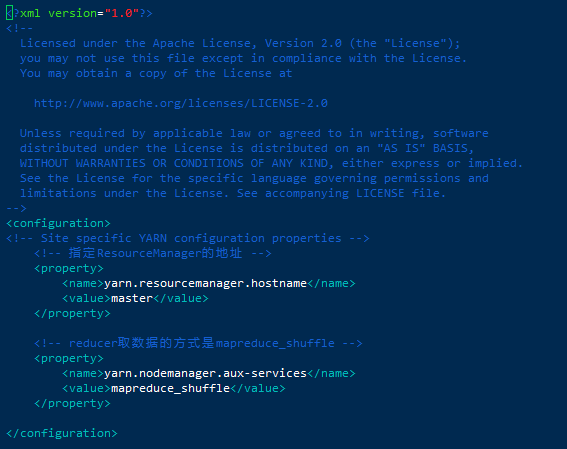 <?xml version="1.0"?>
<!--
  Licensed under the Apache License, Version 2.0 (the "License");
  you may not use this file except in compliance with the License.
  You may obtain a copy of the License at

    http://www.apache.org/licenses/LICENSE-2.0

  Unless required by applicable law or agreed to in writing, software
  distributed under the License is distributed on an "AS IS" BASIS,
  WITHOUT WARRANTIES OR CONDITIONS OF ANY KIND, either express or implied.
  See the License for the specific language governing permissions and
  limitations under the License. See accompanying LICENSE file.
-->
<configuration>
<!-- Site specific YARN configuration properties -->
    <!-- 指定ResourceManager的地址 -->
    <property>
        <name>yarn.resourcemanager.hostname</name>
        <value>master</value>
    </property>

    <!-- reducer取数据的方式是mapreduce_shuffle -->
    <property>
        <name>yarn.nodemanager.aux-services</name>
        <value>mapreduce_shuffle</value>
    </property>

</configuration>